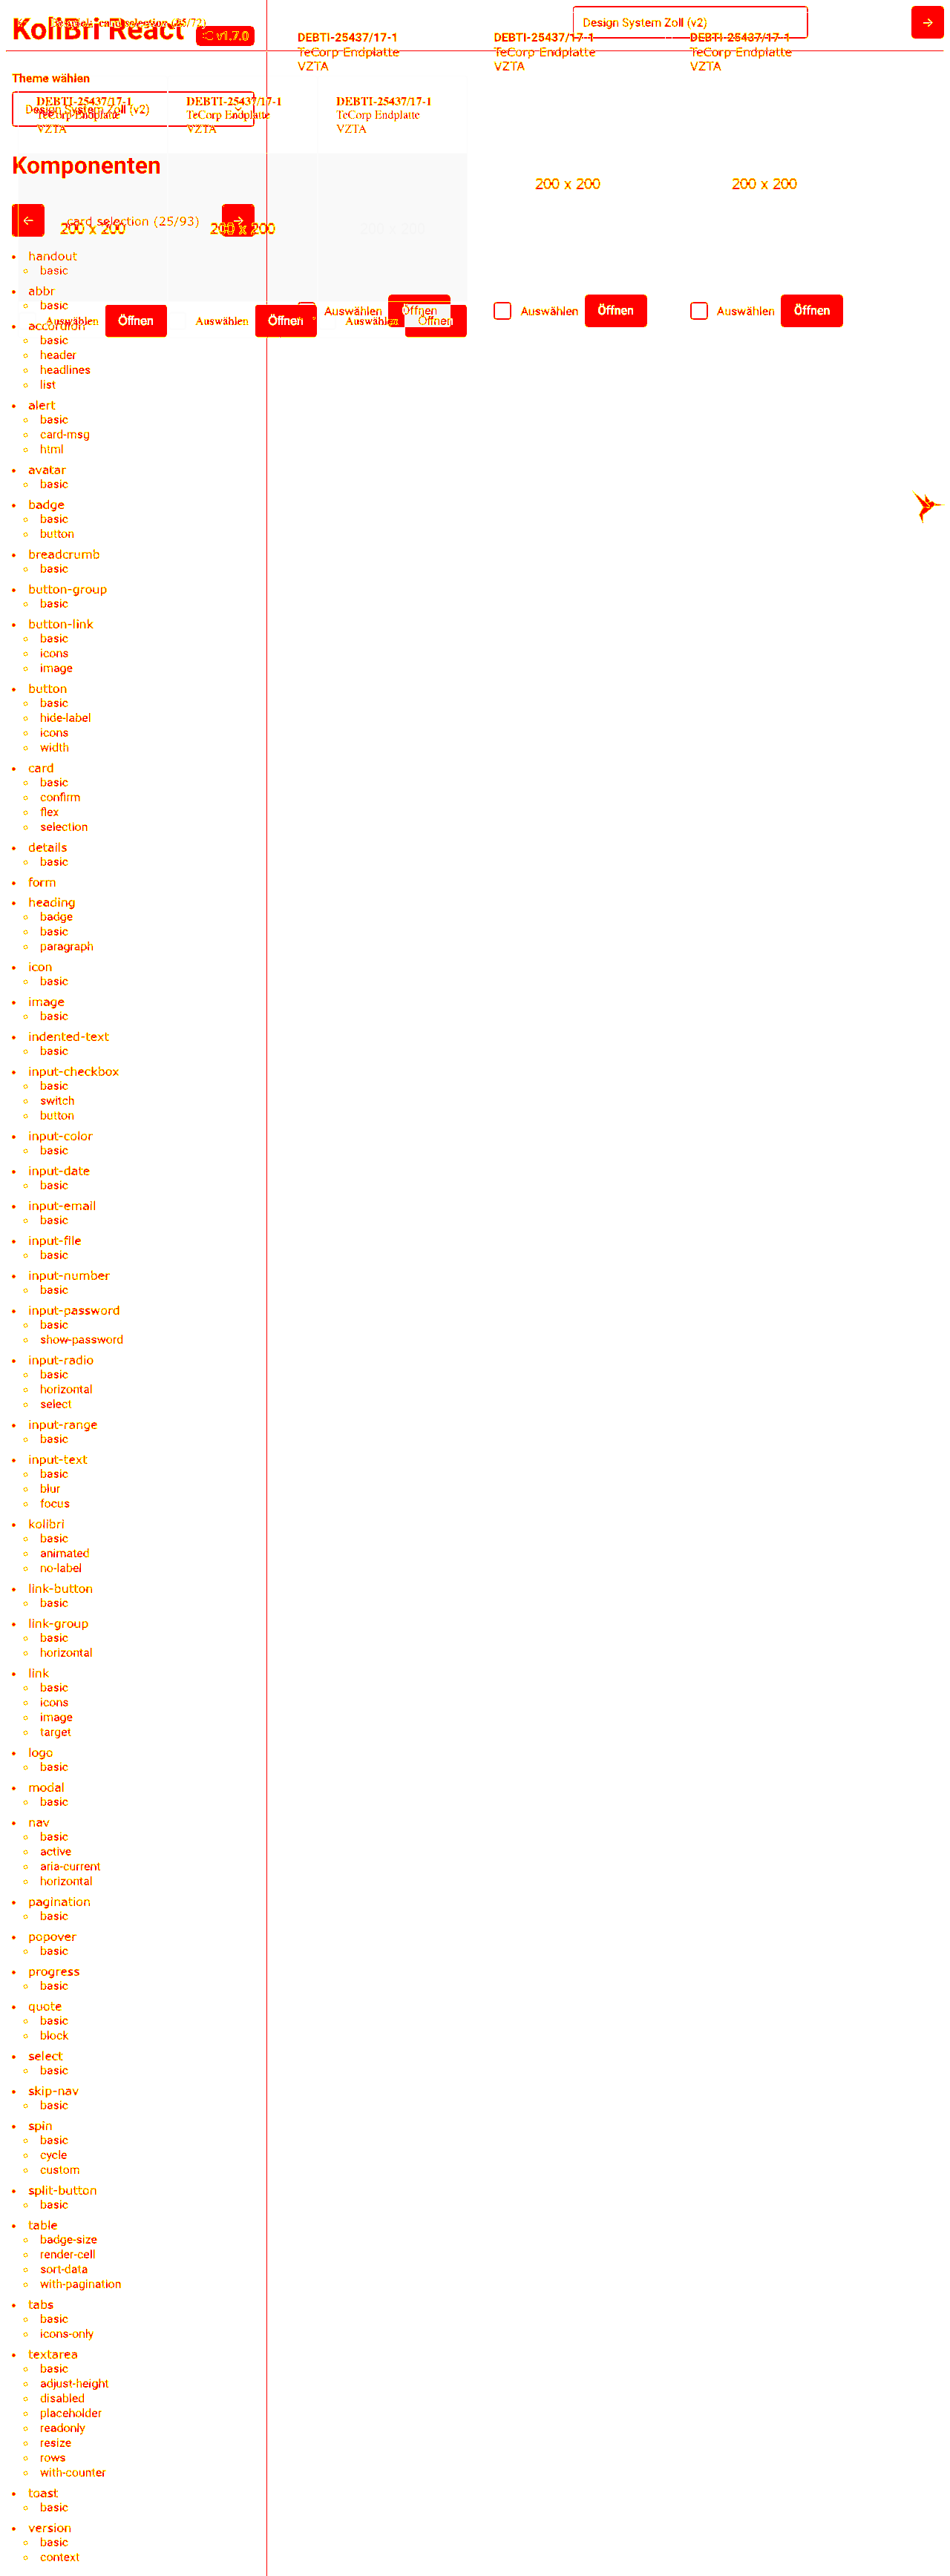 KoliBri React
v1.7.0
card selection (25/72)
Design System Zoll (v2)
DEBTI-25437/17-1
TeCorp Endplatte
VZTA
DEBTI-25437/17-1
TeCorp Endplatte
VZTA
DEBTI-25437/17-1
TeCorp Endplatte
VZTA
Theme wählen
Design System Zoll (v2)
DEBTI-25437/17-1
TeCorp Endplatte
VZTA
DEBTI-25437/17-1
TeCorp Endplatte
VZTA
DEBTI-25437/17-1
TeCorp Endplatte
VZTA
Komponenten
200 x 200
200 x 200
card selection (25/93)
200 x 200
200 x 200
200 x 200
Auswählen Öffnen
Auswählen Öffnen
Auswählen Öffnen
Auswählen Öffnen
Auswählen Öffnen
Auswählen Öffnen
handout
basic
abbr
basic
accordion
basic
header
headlines
list
alert
basic
card-msg
html
avatar
basic
badge
basic
button
breadcrumb
basic
button-group
basic
button-link
basic
icons
image
button
basic
hide-label
icons
width
card
basic
confirm
flex
selection
details
basic
form
heading
badge
basic
paragraph
icon
basic
image
basic
indented-text
basic
input-checkbox
basic
switch
button
input-color
basic
input-date
basic
input-email
basic
input-file
basic
input-number
basic
input-password
basic
show-password
input-radio
basic
horizontal
select
input-range
basic
input-text
basic
blur
focus
kolibri
basic
animated
no-label
link-button
basic
link-group
basic
horizontal
link
basic
icons
image
target
logo
basic
modal
basic
nav
basic
active
aria-current
horizontal
pagination
basic
popover
basic
progress
basic
quote
basic
block
select
basic
skip-nav
basic
spin
basic
cycle
custom
split-button
basic
table
badge-size
render-cell
sort-data
with-pagination
tabs
basic
icons-only
textarea
basic
adjust-height
disabled
placeholder
readonly
resize
rows
with-counter
toast
basic
version
basic
context